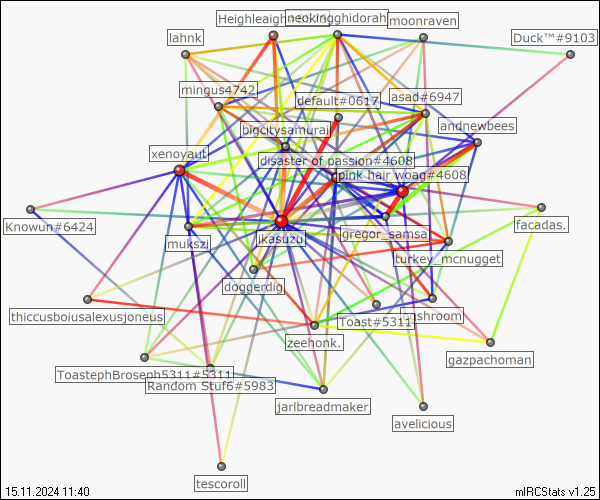 Heighleaigh
neokingghidorah
moonraven
lahnk
Duck™#9103
mingus4742
default#0617
asad#6947
andnewbees
bigcitysamurai
xenoyaut
disaster of passion#4608
pink hair woag#4608
Knowun#6424
mukszi
jikasuzu
gregor_samsa
facadas.
turkey_mcnugget
doggerdig
thiccusboiusalexusjoneus
Toast#5311
zeehonk.
gazpachoman
ToastephBroseph5311#5311
Random Stuf6#5983
jarlbreadmaker
avelicious
tescoroll
15.11.2024 11:40
mIRCStats v1.25